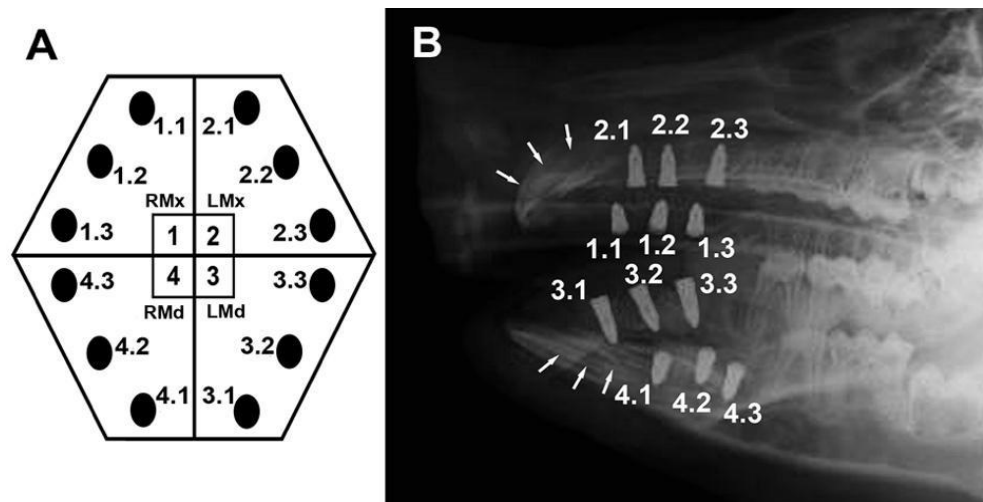 A
1.1 2.1
1.2 2.2
RMx LMx
1.3 1 2 2.3
4.3 4 3 3.3
RMd LMd
4.2 3.2
4.1 3.1
B
2.1 2.2 2.3
1.1 1.2 1.3
3.1 3.2 3.3
4.1 4.2 4.3